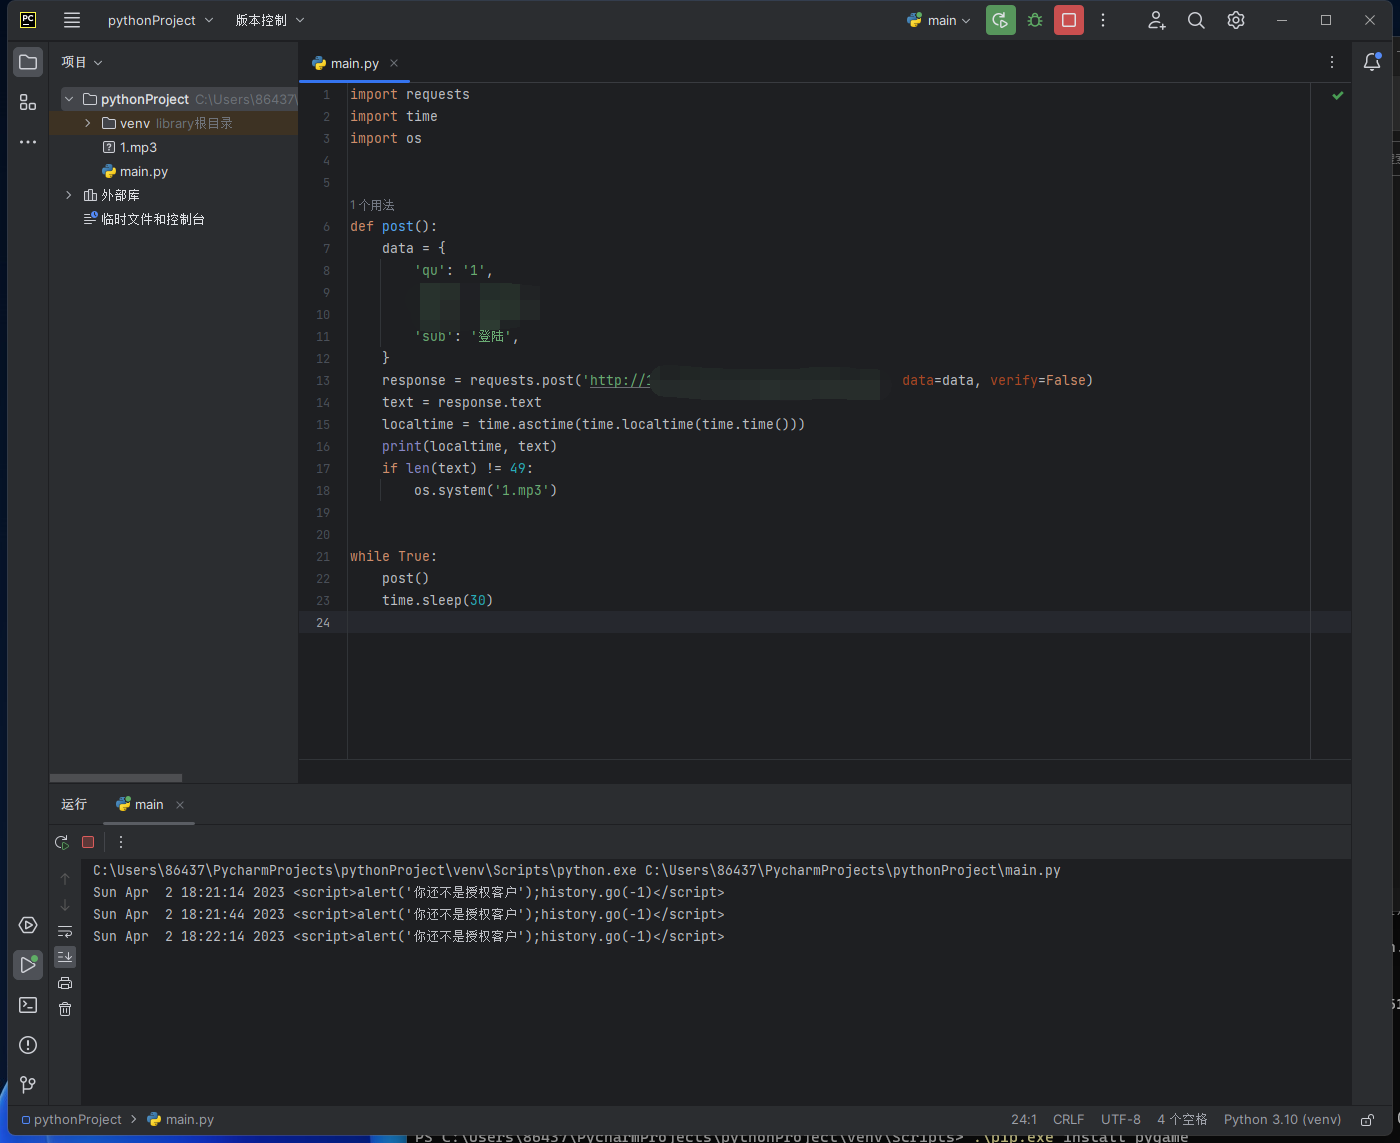 PC pythonProject 版本控制 main
项目
main.py
pythonProject C:\Users\86437\
venv library根目录
1.mp3
main.py
外部库
临时文件和控制台
1 import requests
2 import time
3 import os
4
5
1个用法
6 def post():
7 data = {
8 'qu': '1',
9
10
11 'sub': '登陆',
12 }
13 response = requests.post('http://1 data=data, verify=False)
14 text = response.text
15 localtime = time.asctime(time.localtime(time.time()))
16 print(localtime, text)
17 if len(text) != 49:
18 os.system('1.mp3')
19
20
21 while True:
22 post()
23 time.sleep(30)
24
运行 main
C:\Users\86437\PycharmProjects\pythonProject\venv\Scripts\python.exe C:\Users\86437\PycharmProjects\pythonProject\main.py
Sun Apr  2 18:21:14 2023 <script>alert('你还不是授权客户');history.go(-1)</script>
Sun Apr  2 18:21:44 2023 <script>alert('你还不是授权客户');history.go(-1)</script>
Sun Apr  2 18:22:14 2023 <script>alert('你还不是授权客户');history.go(-1)</script>
pythonProject > main.py 24:1 CRLF UTF-8 4 个空格 Python 3.10 (venv)
PS C:\Users\86437\PycharmProjects\pythonProject\venv\Scripts> .\pip.exe install pygame